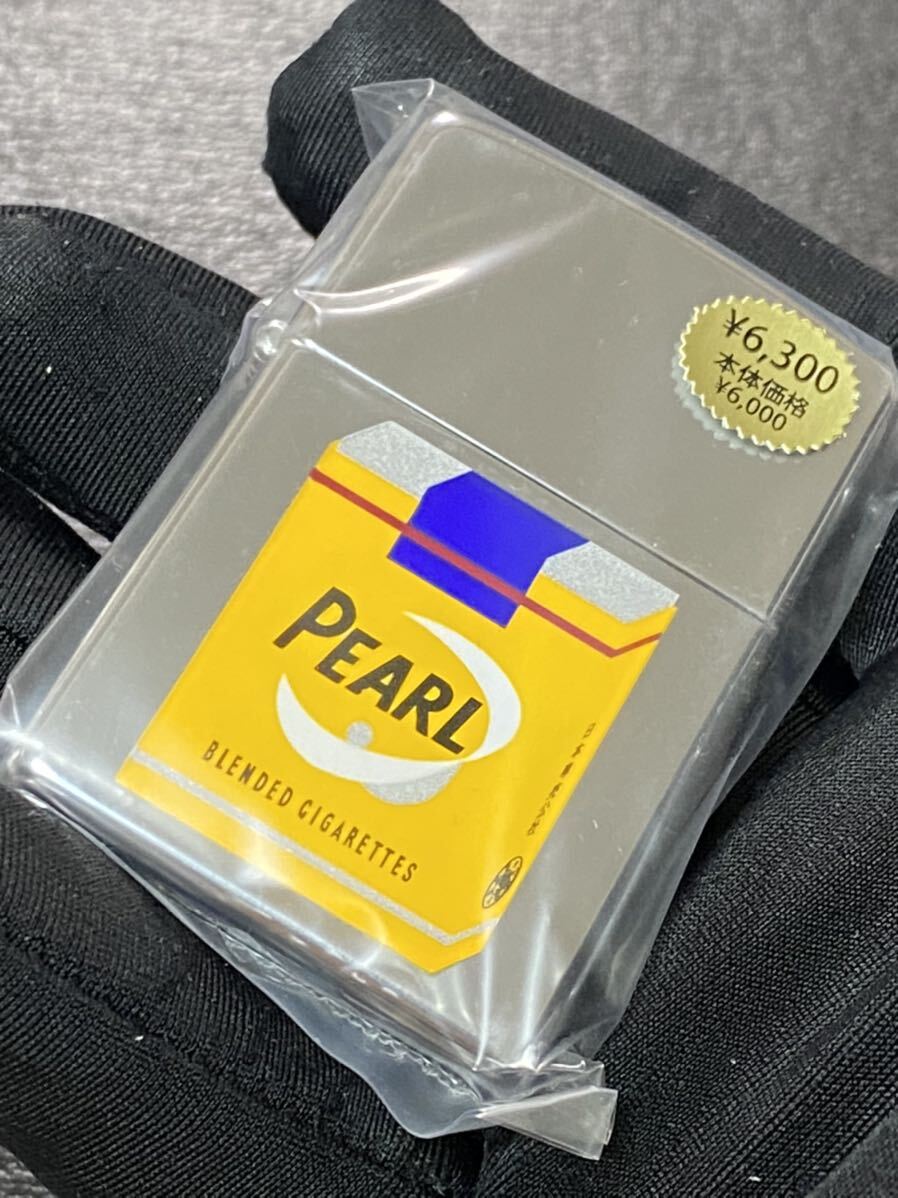 ¥6,300
本体価格
¥6,000
PEARL
BLENDED CIGARETTES